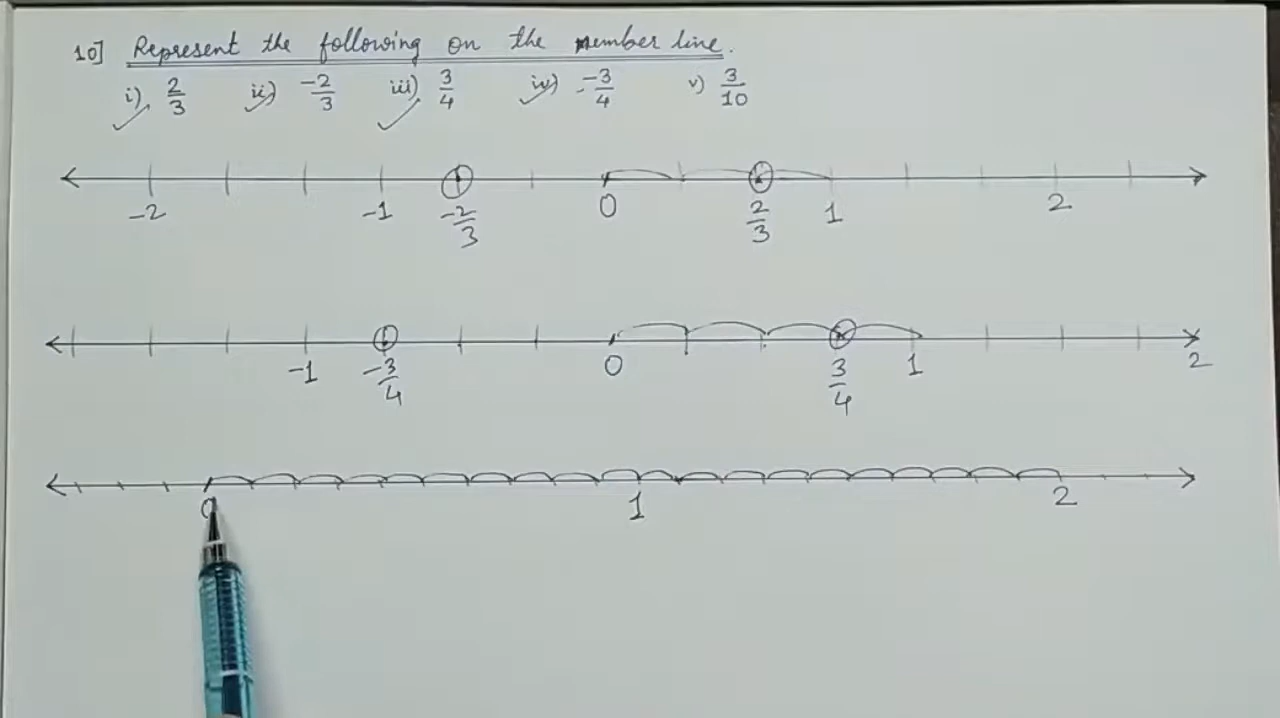 10] Represent the following on the number line.
i) 2/3 ii) -2/3 iii) 3/4 iv) -3/4 v) 3/10
-2 -1 -2/3 0 2/3 1 2
-1 -3/4 0 3/4 1 2
0 1 2